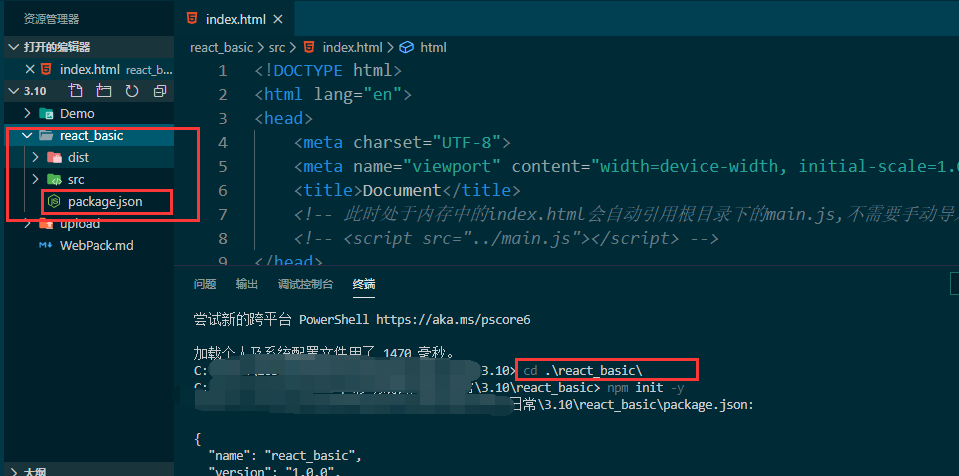 资源管理器
打开的编辑器
index.html react_b...
3.10
Demo
react_basic
dist
src
package.json
upload
WebPack.md
大纲
index.html
react_basic > src > index.html > html
1 <!DOCTYPE html>
2 <html lang="en">
3 <head>
4 <meta charset="UTF-8">
5 <meta name="viewport" content="width=device-width, initial-scale=1.0
6 <title>Document</title>
7 <!-- 此时处于内存中的index.html会自动引用根目录下的main.js,不需要手动导入
8 <!-- <script src="../main.js"></script> -->
9 </head>
问题 输出 调试控制台 终端
尝试新的跨平台 PowerShell https://aka.ms/pscore6
加载个人及系统配置文件用了 1470 毫秒。
C: 3.10> cd .\react_basic\
C: 常\3.10\react_basic> npm init -y
日常\3.10\react_basic\package.json:
{
"name": "react_basic",
"version": "1.0.0",